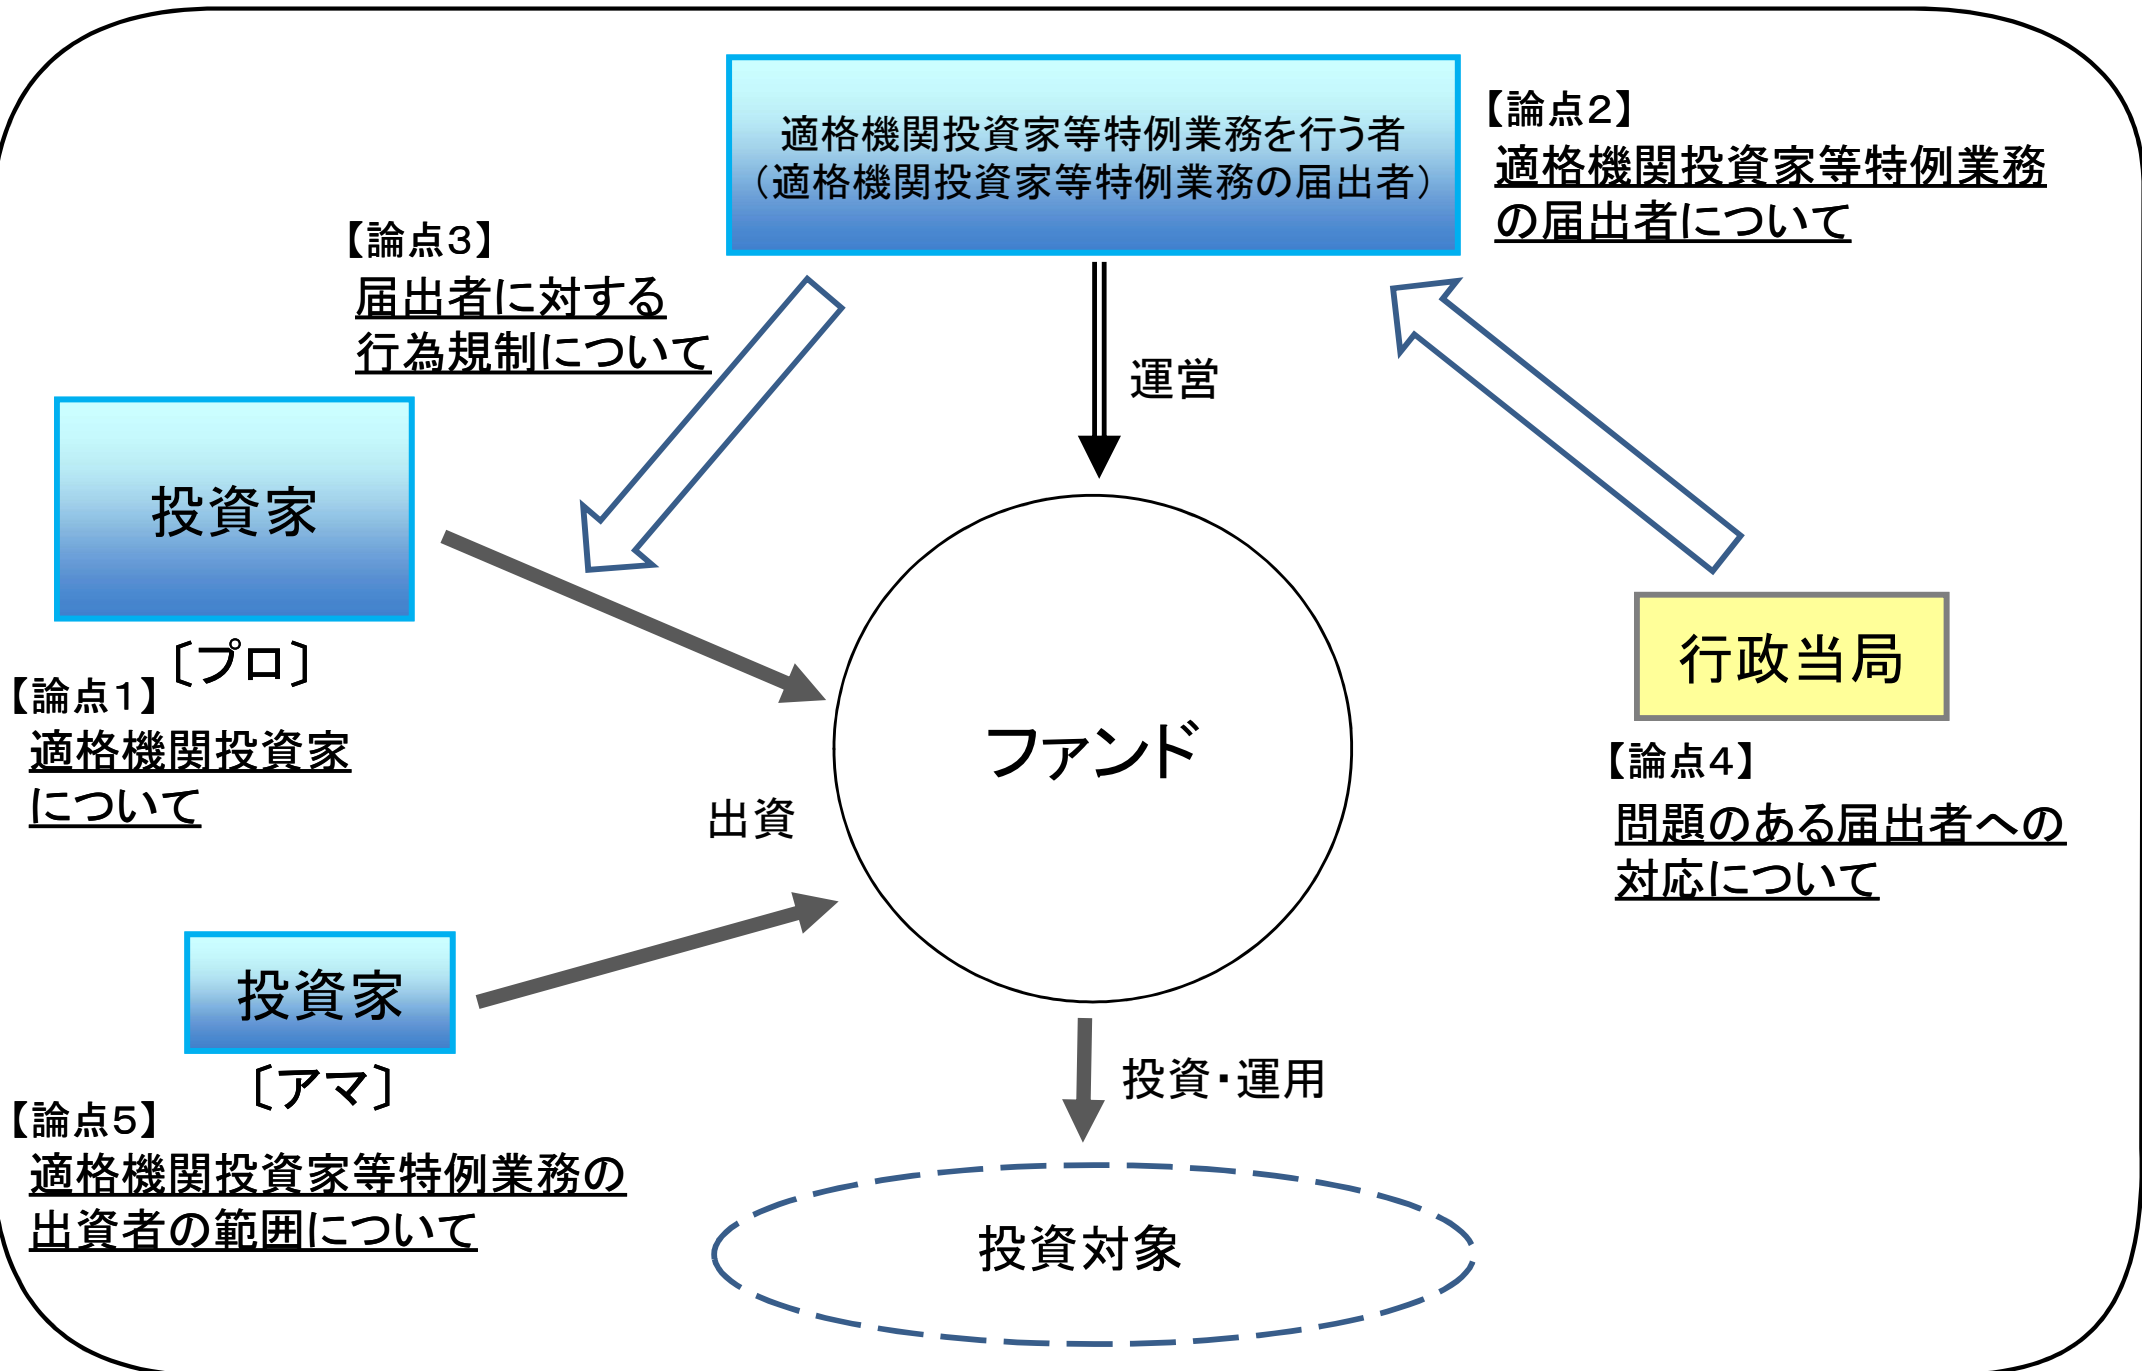 適格機関投資家等特例業務を行う者
（適格機関投資家等特例業務の届出者）
【論点２】
適格機関投資家等特例業務
の届出者について
【論点３】
届出者に対する
行為規制について
運営
投資家
〔プロ〕
【論点１】
適格機関投資家
について
ファンド
行政当局
【論点４】
問題のある届出者への
対応について
出資
投資家
〔アマ〕
【論点５】
適格機関投資家等特例業務の
出資者の範囲について
投資・運用
投資対象